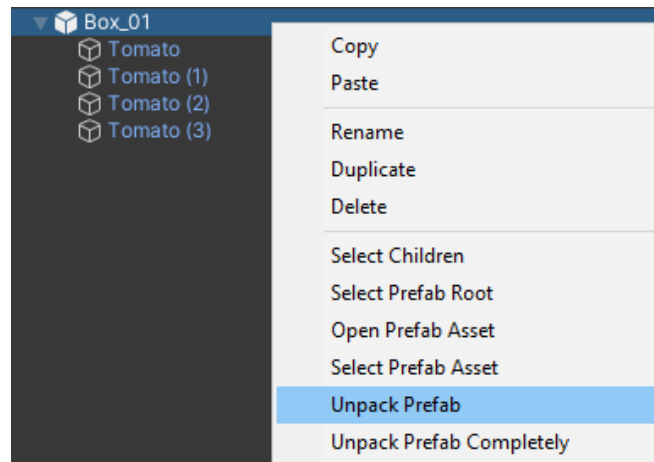 Box_01
Tomato
Tomato (1)
Tomato (2)
Tomato (3)
Copy
Paste
Rename
Duplicate
Delete
Select Children
Select Prefab Root
Open Prefab Asset
Select Prefab Asset
Unpack Prefab
Unpack Prefab Completely